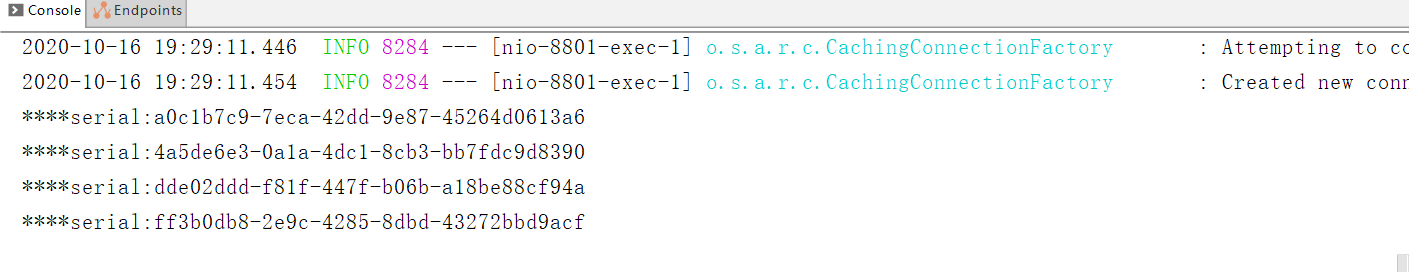 Console Endpoints
2020-10-16 19:29:11.446 INFO 8284 --- [nio-8801-exec-1] o.s.a.r.c.CachingConnectionFactory : Attempting to co
2020-10-16 19:29:11.454 INFO 8284 --- [nio-8801-exec-1] o.s.a.r.c.CachingConnectionFactory : Created new conn
****serial:a0c1b7c9-7eca-42dd-9e87-45264d0613a6
****serial:4a5de6e3-0a1a-4dc1-8cb3-bb7fdc9d8390
****serial:dde02ddd-f81f-447f-b06b-a18be88cf94a
****serial:ff3b0db8-2e9c-4285-8dbd-43272bbd9acf